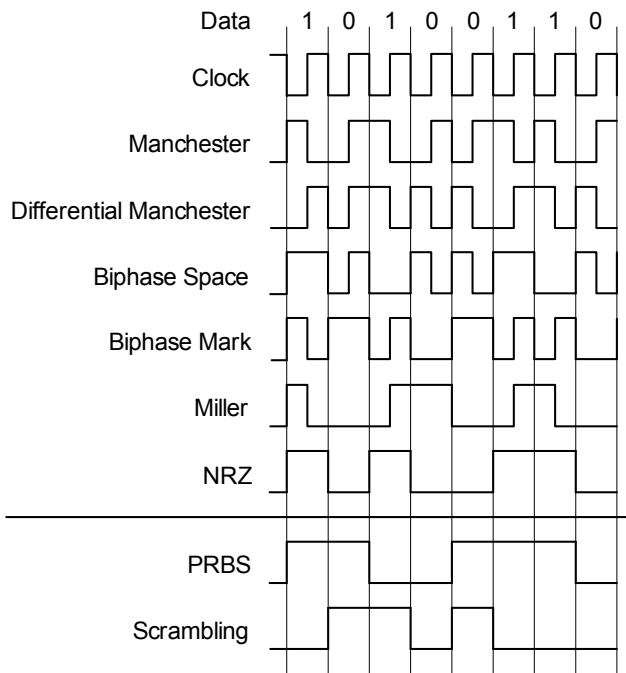 Data 1 0 1 0 0 1 1 0
Clock
Manchester
Differential Manchester
Biphase Space
Biphase Mark
Miller
NRZ
PRBS
Scrambling